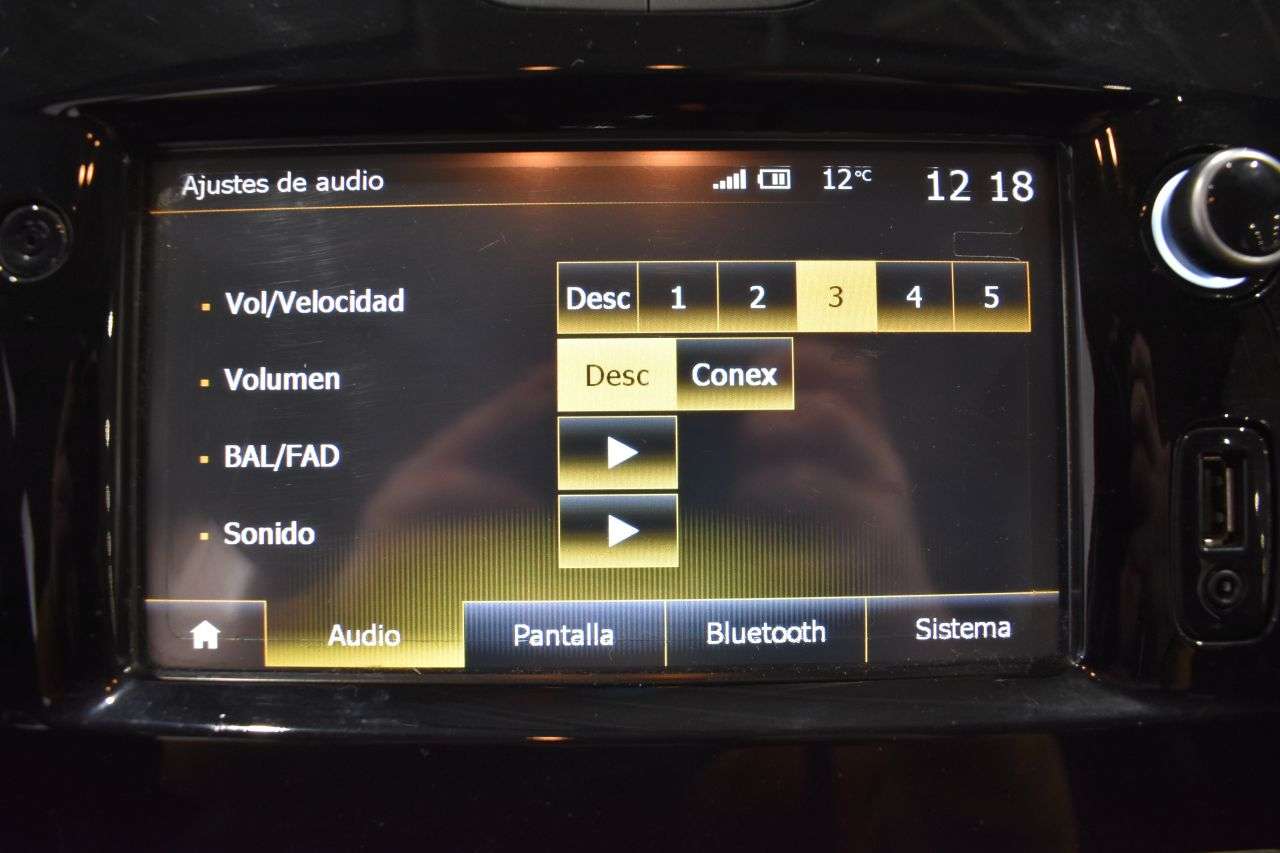 Ajustes de audio 12°C 12 18
Vol/Velocidad Desc 1 2 3 4 5
Volumen Desc Conex
BAL/FAD
Sonido
Audio Pantalla Bluetooth Sistema